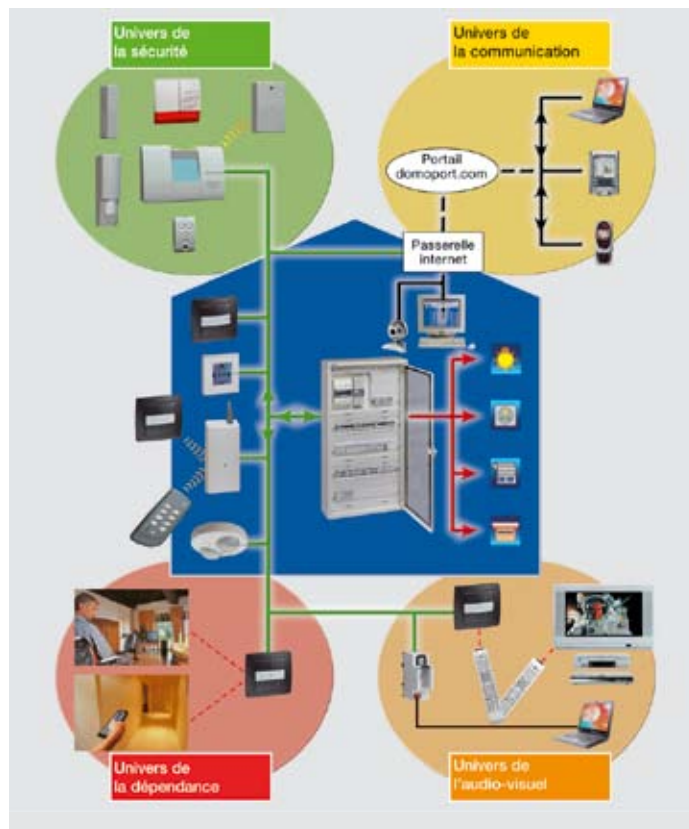 Univers de
la sécurité
Univers de
la communication
Portail
domoport.com
Passerelle
internet
Univers de
la dépendance
Univers de
l'audio-visuel